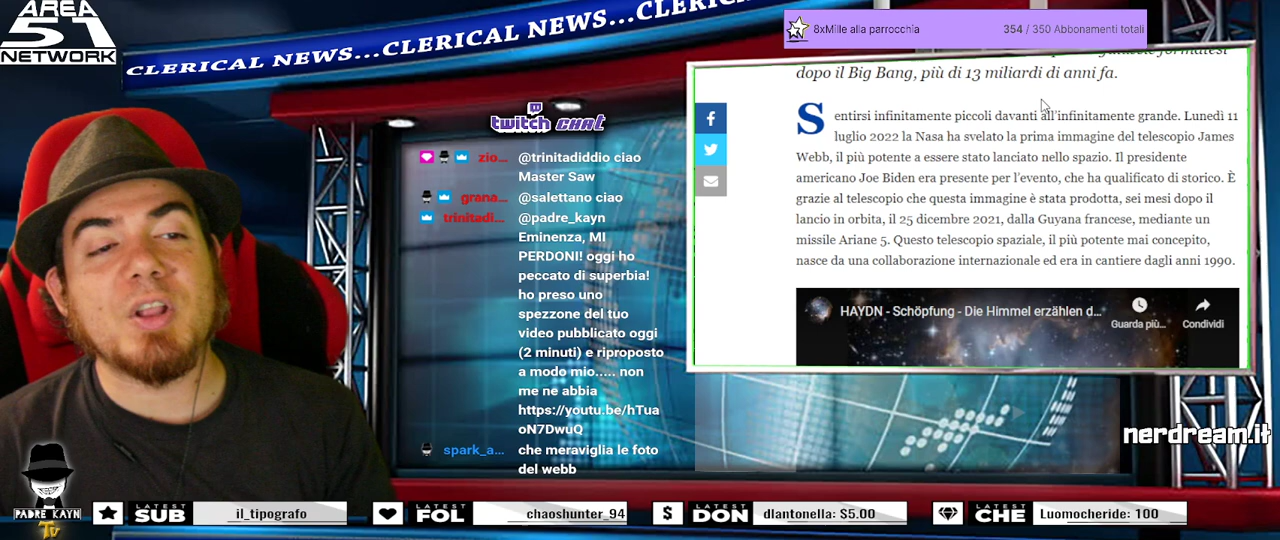 AREA
51
NETWORK
CLERICAL NEWS...CLERICAL NEWS...CLERIC
8xMille alla parrocchia
354 / 350 Abbonamenti totali
twitch CHAT
zio... @trinitadiddio ciao
Master Saw
grana... @salettano ciao
trinitadi... @padre_kayn
Eminenza, MI
PERDONI! oggi ho
peccato di superbia!
ho preso uno
spezzone del tuo
video pubblicato oggi
(2 minuti) e riproposto
a modo mio..... non
me ne abbia
https://youtu.be/hTua
oN7DwuQ
spark_a... che meraviglia le foto
del webb
dopo il Big Bang, più di 13 miliardi di anni fa.
Sentirsi infinitamente piccoli davanti all'infinitamente grande. Lunedì 11
luglio 2022 la Nasa ha svelato la prima immagine del telescopio James
Webb, il più potente a essere stato lanciato nello spazio. Il presidente
americano Joe Biden era presente per l'evento, che ha qualificato di storico. È
grazie al telescopio che questa immagine è stata prodotta, sei mesi dopo il
lancio in orbita, il 25 dicembre 2021, dalla Guyana francese, mediante un
missile Ariane 5. Questo telescopio spaziale, il più potente mai concepito,
nasce da una collaborazione internazionale ed era in cantiere dagli anni 1990.
HAYDN - Schöpfung - Die Himmel erzählen d...
Guarda più...
Condividi
nerdream.it
PADRE KAYN
TV
LATEST SUB il_tipografo
LATEST FOL chaoshunter_94
LATEST DON dlantonella: $5.00
LATEST CHE Luomocheride: 100